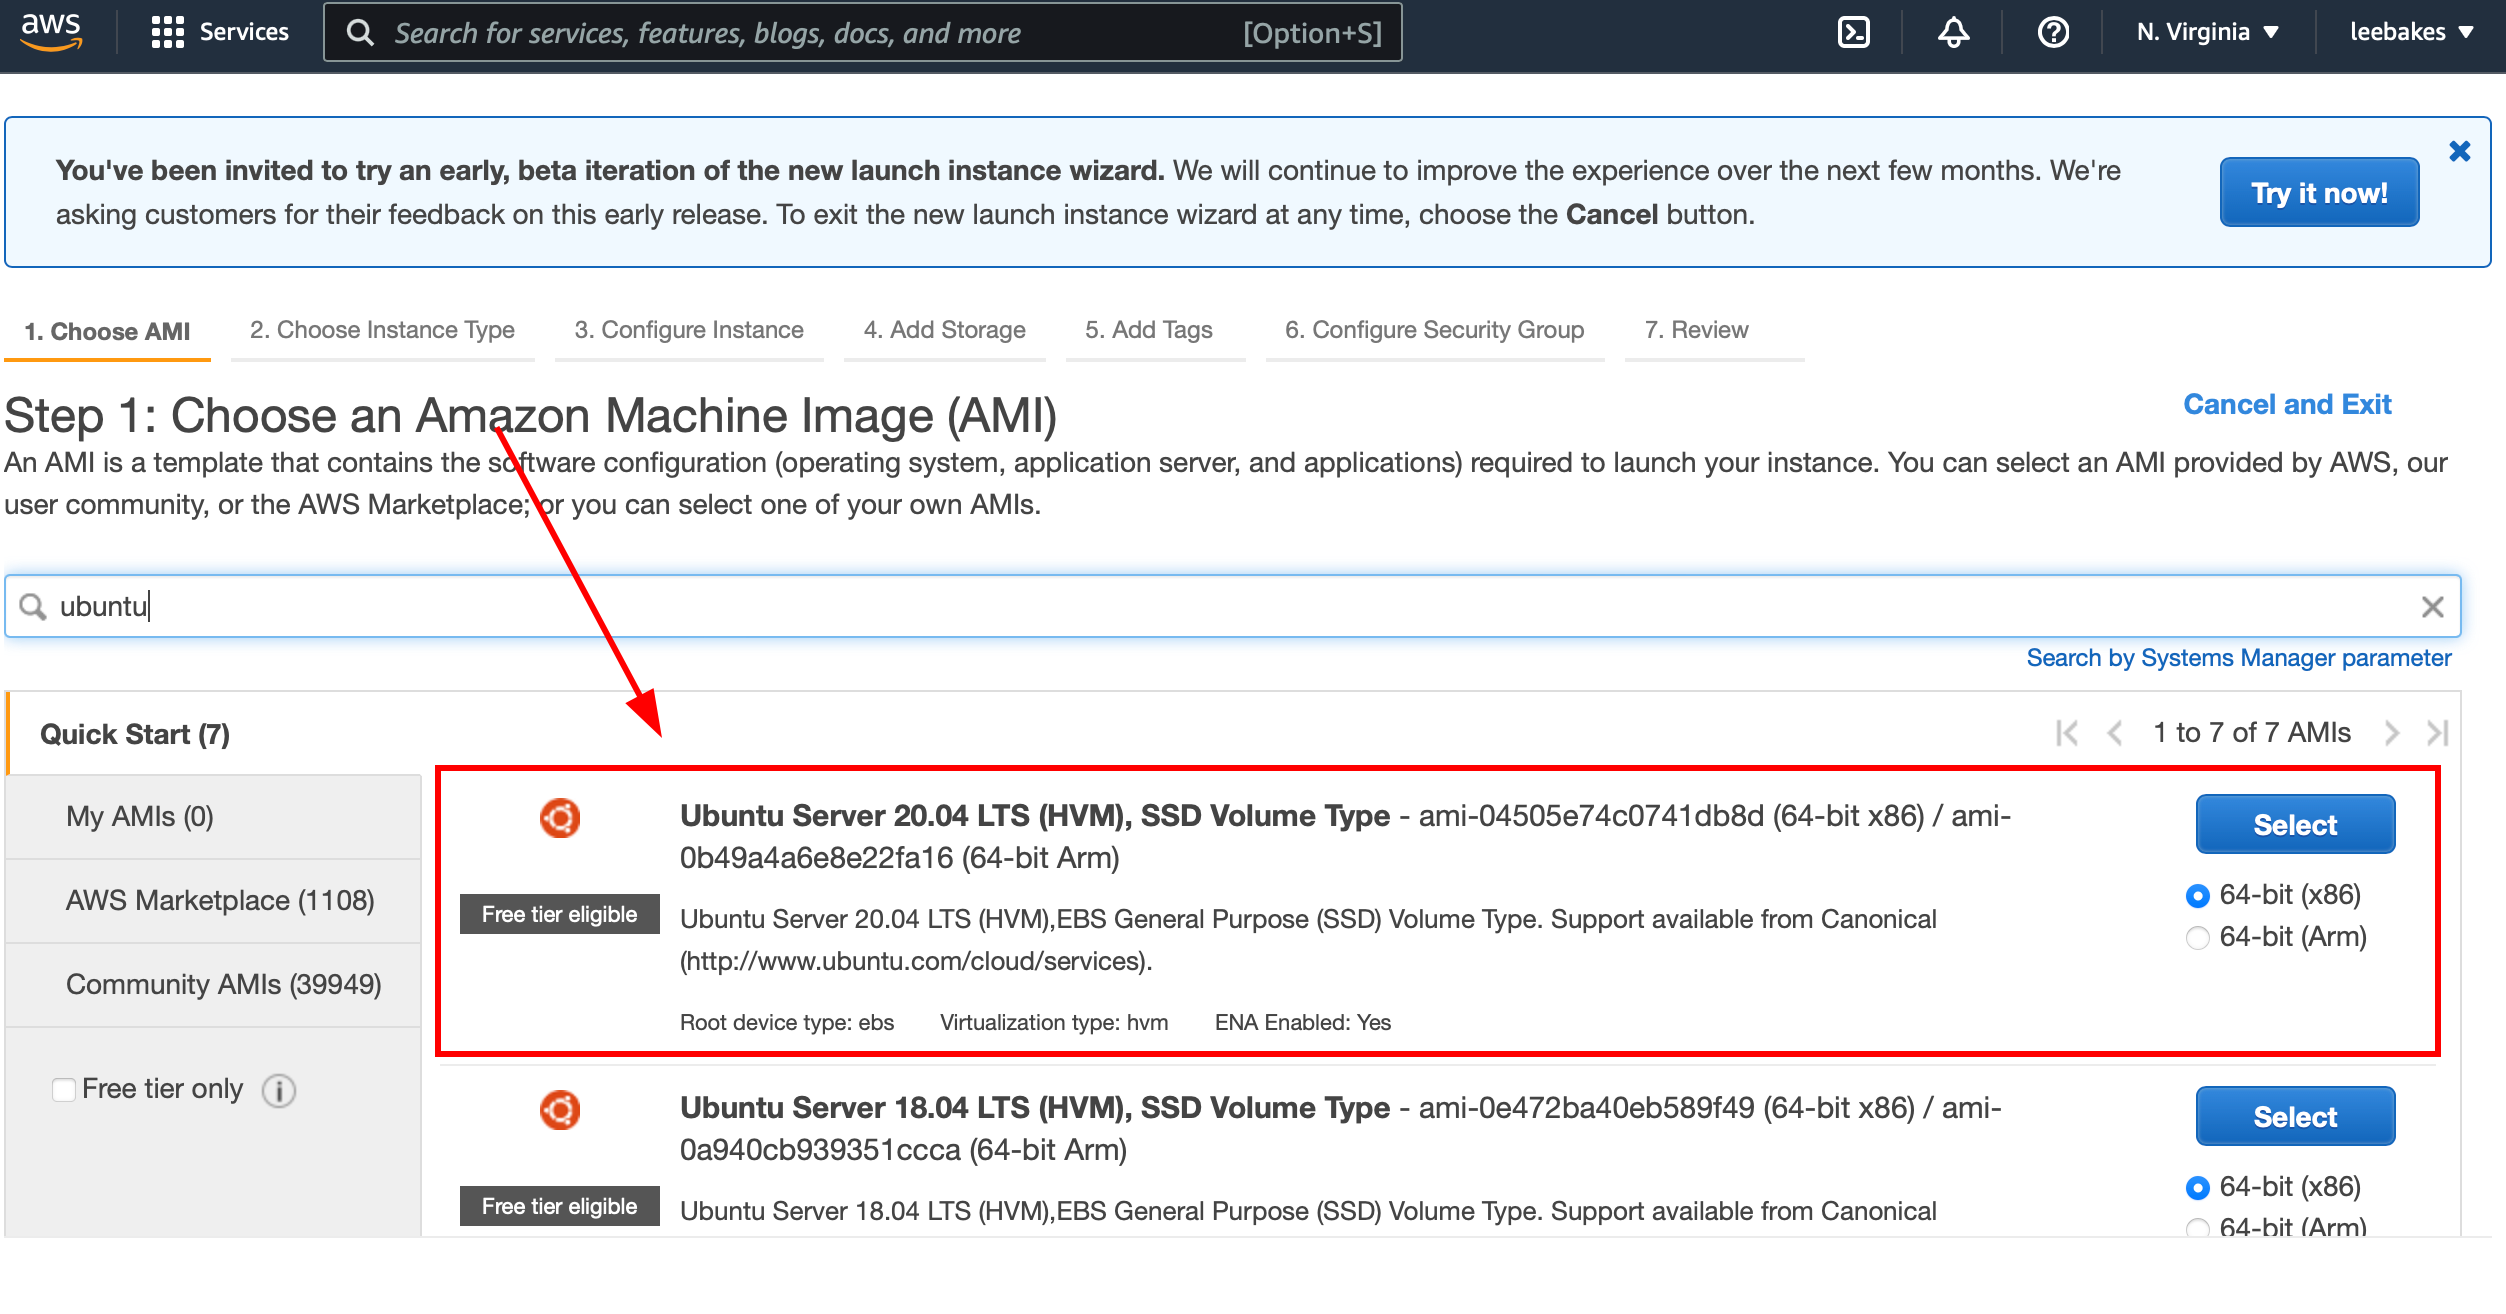 aws
Services
Search for services, features, blogs, docs, and more
[Option+S]
N. Virginia ▼
leebakes ▼
You've been invited to try an early, beta iteration of the new launch instance wizard. We will continue to improve the experience over the next few months. We're
asking customers for their feedback on this early release. To exit the new launch instance wizard at any time, choose the Cancel button.
Try it now!
1. Choose AMI
2. Choose Instance Type
3. Configure Instance
4. Add Storage
5. Add Tags
6. Configure Security Group
7. Review
Step 1: Choose an Amazon Machine Image (AMI)
Cancel and Exit
An AMI is a template that contains the software configuration (operating system, application server, and applications) required to launch your instance. You can select an AMI provided by AWS, our
user community, or the AWS Marketplace; or you can select one of your own AMIs.
ubuntu
Search by Systems Manager parameter
Quick Start (7)
My AMIs (0)
AWS Marketplace (1108)
Community AMIs (39949)
Free tier only
1 to 7 of 7 AMIs
Ubuntu Server 20.04 LTS (HVM), SSD Volume Type - ami-04505e74c0741db8d (64-bit x86) / ami-
0b49a4a6e8e22fa16 (64-bit Arm)
Free tier eligible
Ubuntu Server 20.04 LTS (HVM),EBS General Purpose (SSD) Volume Type. Support available from Canonical
(http://www.ubuntu.com/cloud/services).
Root device type: ebs
Virtualization type: hvm
ENA Enabled: Yes
Select
64-bit (x86)
64-bit (Arm)
Ubuntu Server 18.04 LTS (HVM), SSD Volume Type - ami-0e472ba40eb589f49 (64-bit x86) / ami-
0a940cb939351ccca (64-bit Arm)
Free tier eligible
Ubuntu Server 18.04 LTS (HVM),EBS General Purpose (SSD) Volume Type. Support available from Canonical
Select
64-bit (x86)
64-bit (Arm)